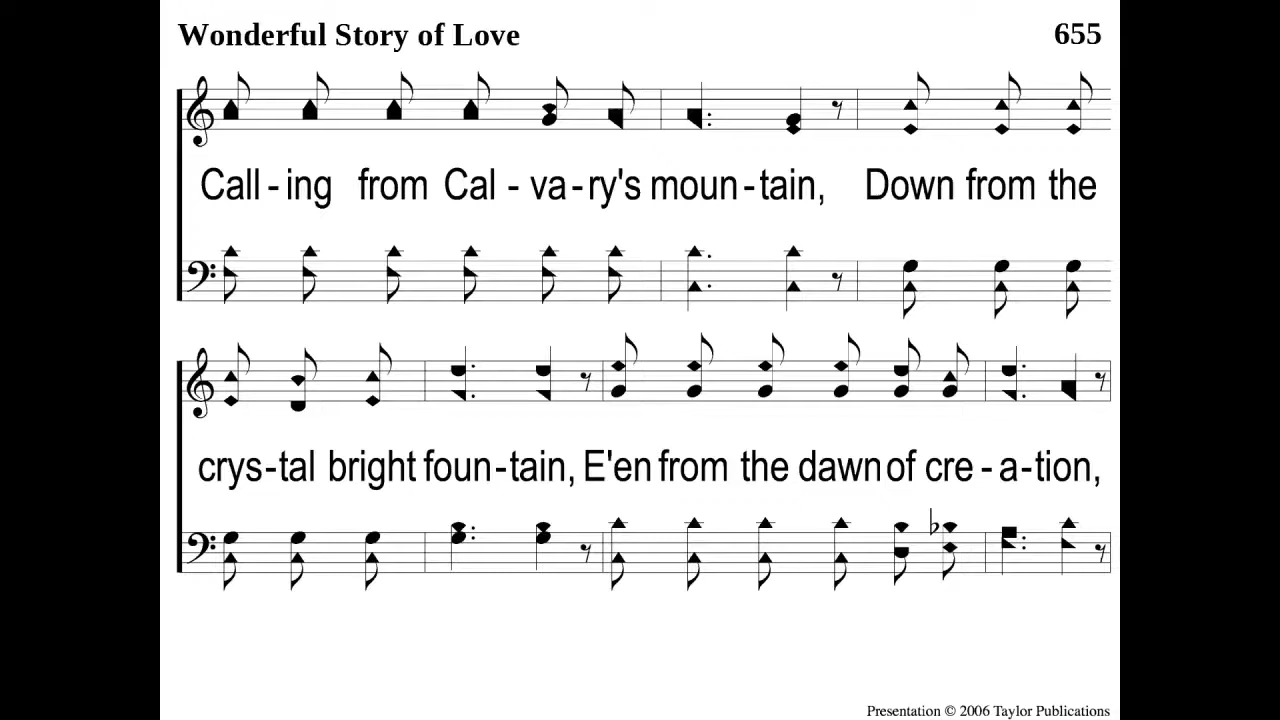 Wonderful Story of Love 655
Call - ing from Cal - va - ry's moun - tain, Down from the
crys - tal bright foun - tain, E'en from the dawn of cre - a - tion,
Presentation © 2006 Taylor Publications